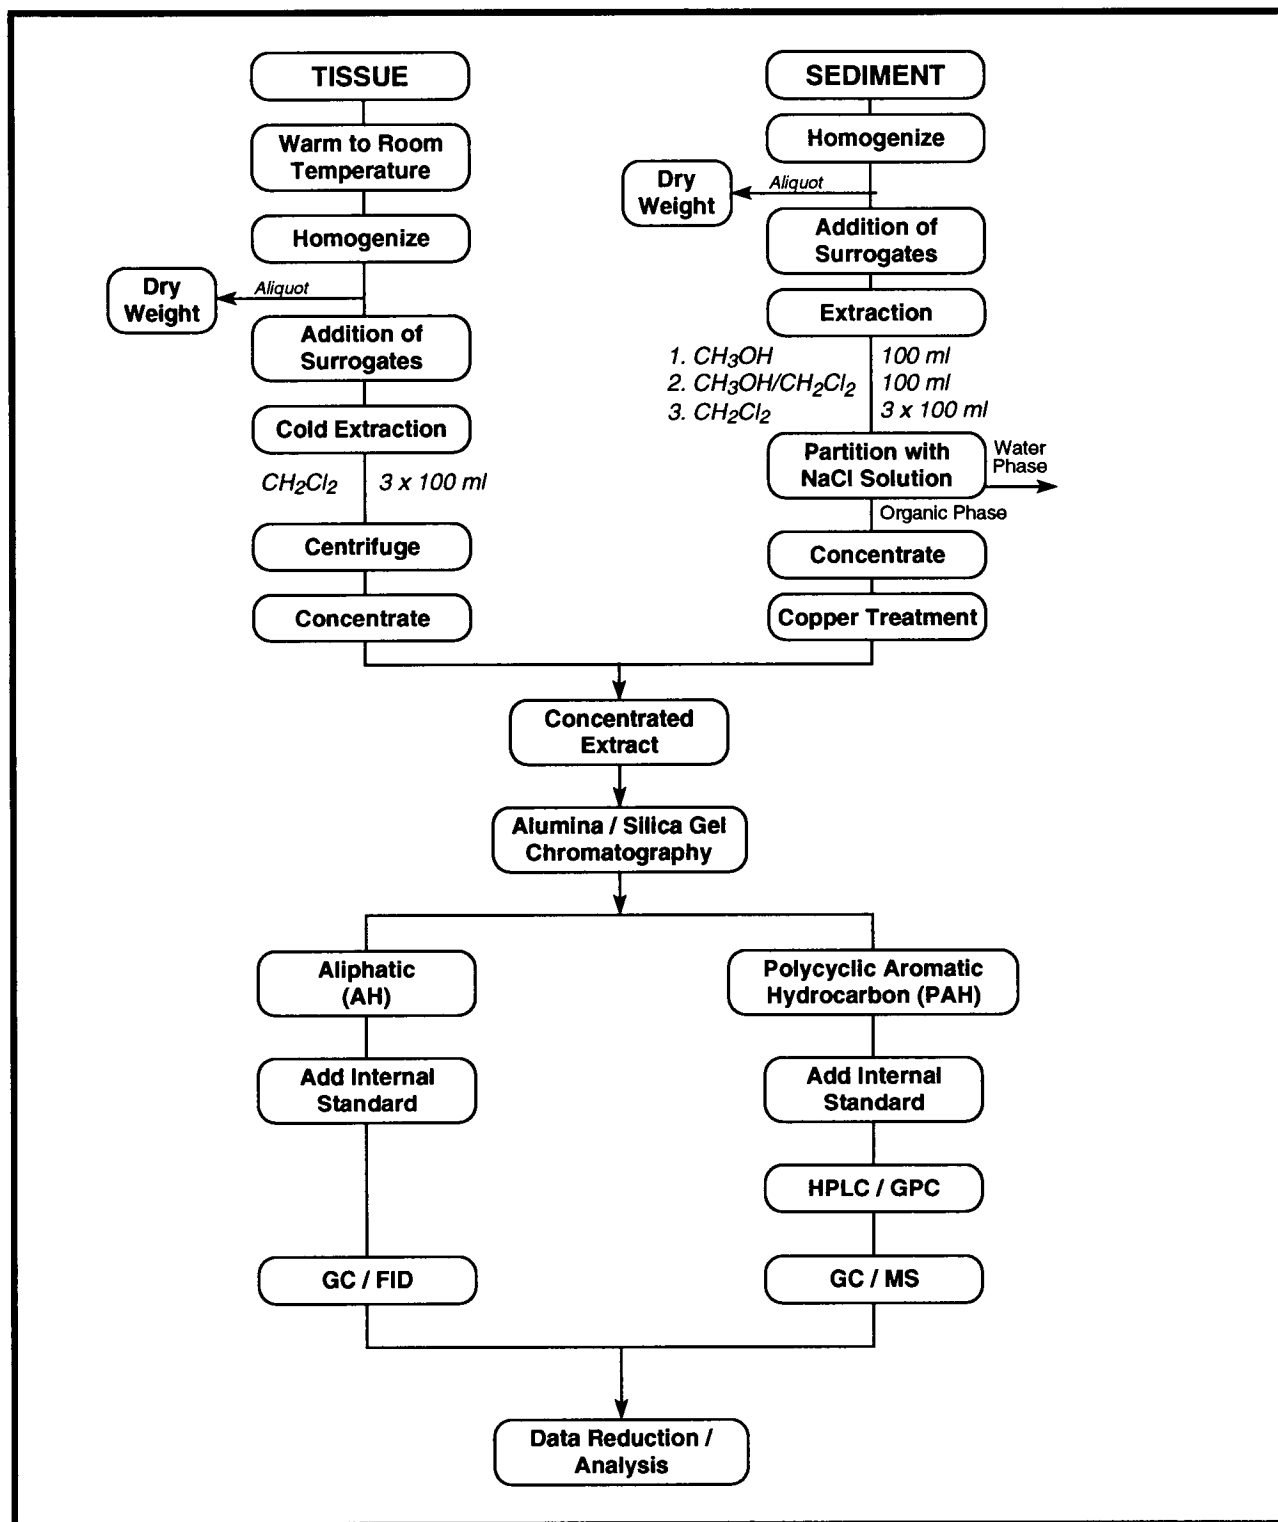 TISSUE
Warm to Room
Temperature
Homogenize
Aliquot
Dry
Weight
Addition of
Surrogates
Cold Extraction
CH₂Cl₂ 3 x 100 ml
Centrifuge
Concentrate
SEDIMENT
Homogenize
Aliquot
Dry
Weight
Addition of
Surrogates
Extraction
1. CH₃OH 100 ml
2. CH₃OH/CH₂Cl₂ 100 ml
3. CH₂Cl₂ 3 x 100 ml
Partition with
NaCl Solution
Water
Phase
Organic Phase
Concentrate
Copper Treatment
Concentrated
Extract
Alumina / Silica Gel
Chromatography
Aliphatic
(AH)
Add Internal
Standard
GC / FID
Polycyclic Aromatic
Hydrocarbon (PAH)
Add Internal
Standard
HPLC / GPC
GC / MS
Data Reduction /
Analysis